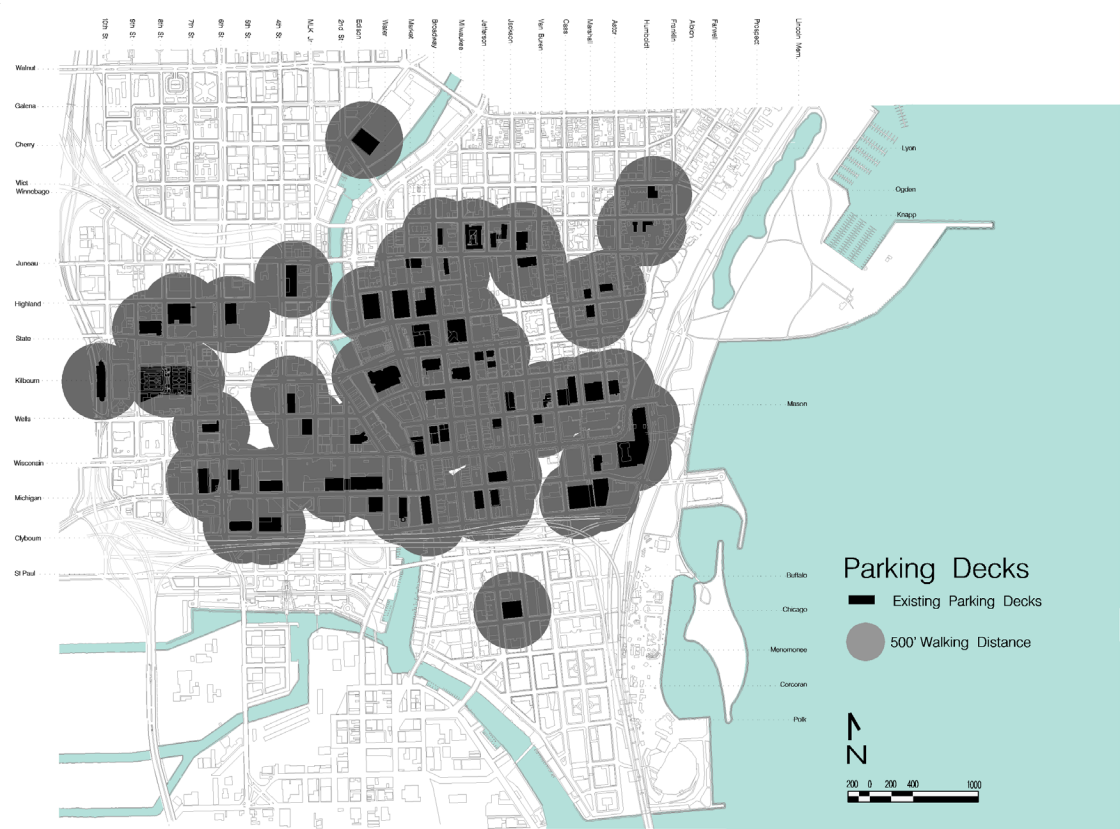 10th St
9th St
8th St
7th St
6th St
5th St
4th St
MLK Jr
2nd St
Edison
Water
Market
Broadway
Milwaukee
Jefferson
Jackson
Van Buren
Cass
Marshall
Astor
Humboldt
Franklin
Albion
Farwell
Prospect
Lincoln Mem.
Walnut
Galena
Cherry
Vliet
Winnebago
Juneau
Highland
State
Kilbourn
Wells
Wisconsin
Michigan
Clybourn
St Paul
Lyon
Ogden
Knapp
Mason
Buffalo
Chicago
Menomonee
Corcoran
Polk
Parking Decks
Existing Parking Decks
500' Walking Distance
N
200 0 200 400 1000